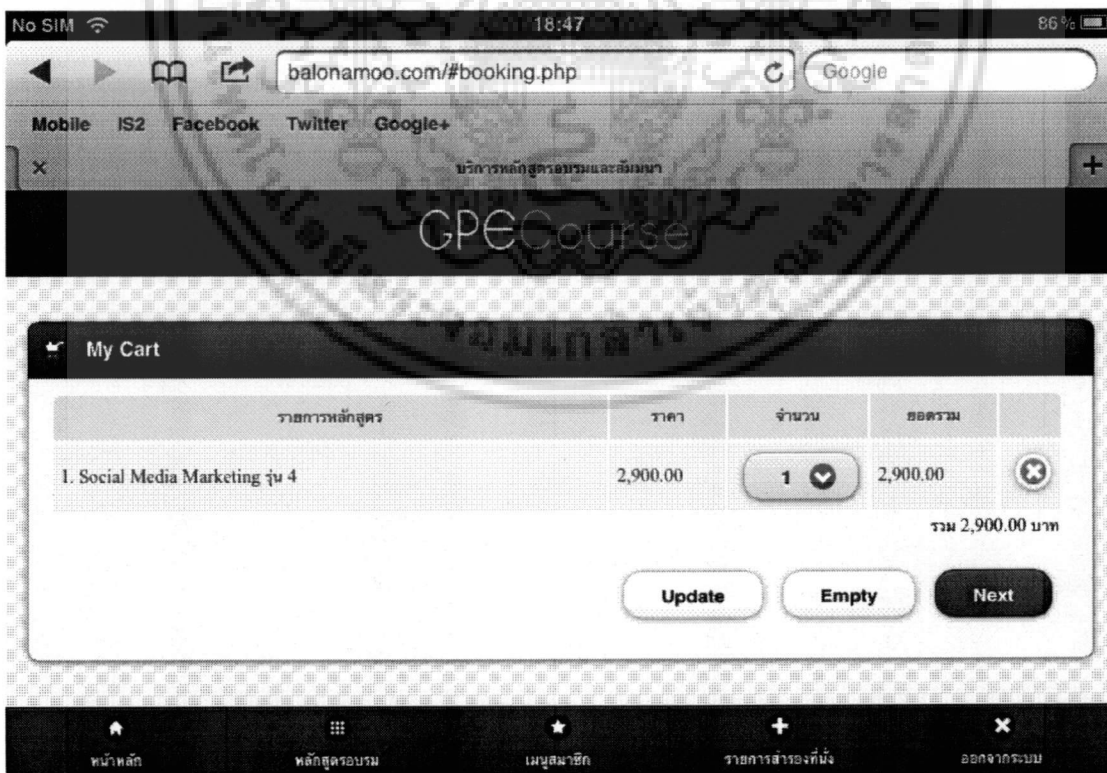 No SIM 18:47 86%
balonamoo.com/#booking.php Google
Mobile IS2 Facebook Twitter Google+
บริการหลักสูตรอบรมและสัมมนา
GPECourse
My Cart
รายการหลักสูตร ราคา จำนวน ยอดรวม
1. Social Media Marketing รุ่น 4 2,900.00 1 2,900.00
รวม 2,900.00 บาท
Update Empty Next
หน้าหลัก หลักสูตรอบรม เมนูสมาชิก รายการสำรองที่นั่ง ออกจากระบบ